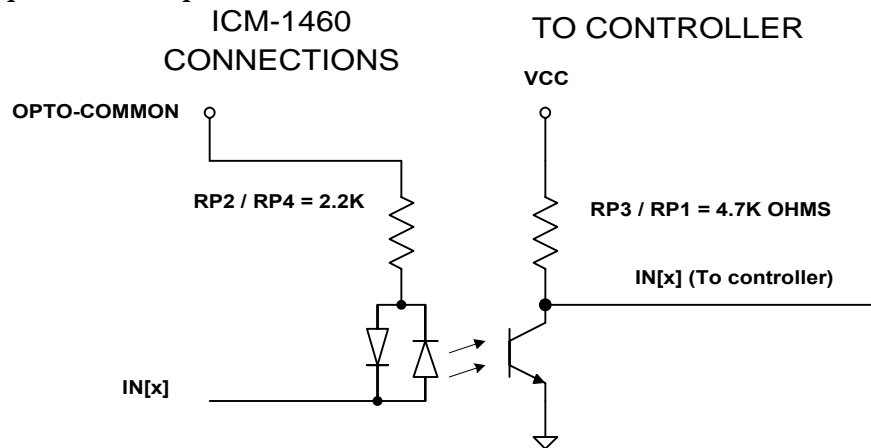 ICM-1460
CONNECTIONS
TO CONTROLLER
VCC
OPTO-COMMON
RP2 / RP4 = 2.2K
RP3 / RP1 = 4.7K OHMS
IN[x] (To controller)
IN[x]